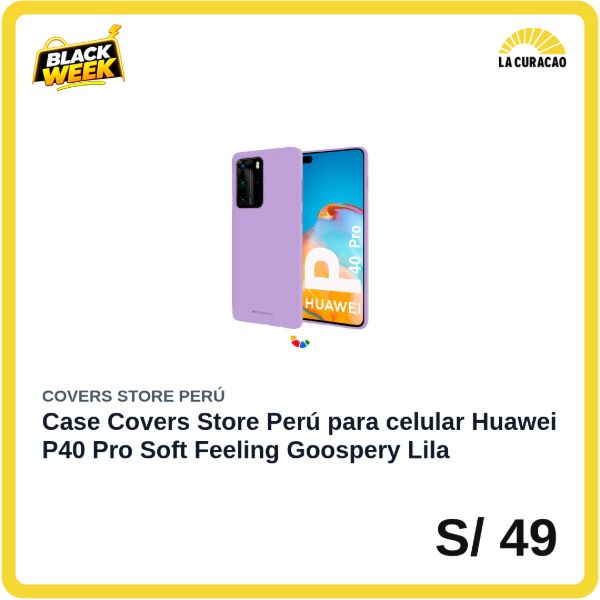 BLACK
WEEK
LA CURACAO
P
40 Pro
HUAWEI
COVERS STORE PERÚ
Case Covers Store Perú para celular Huawei
P40 Pro Soft Feeling Goospery Lila
S/ 49